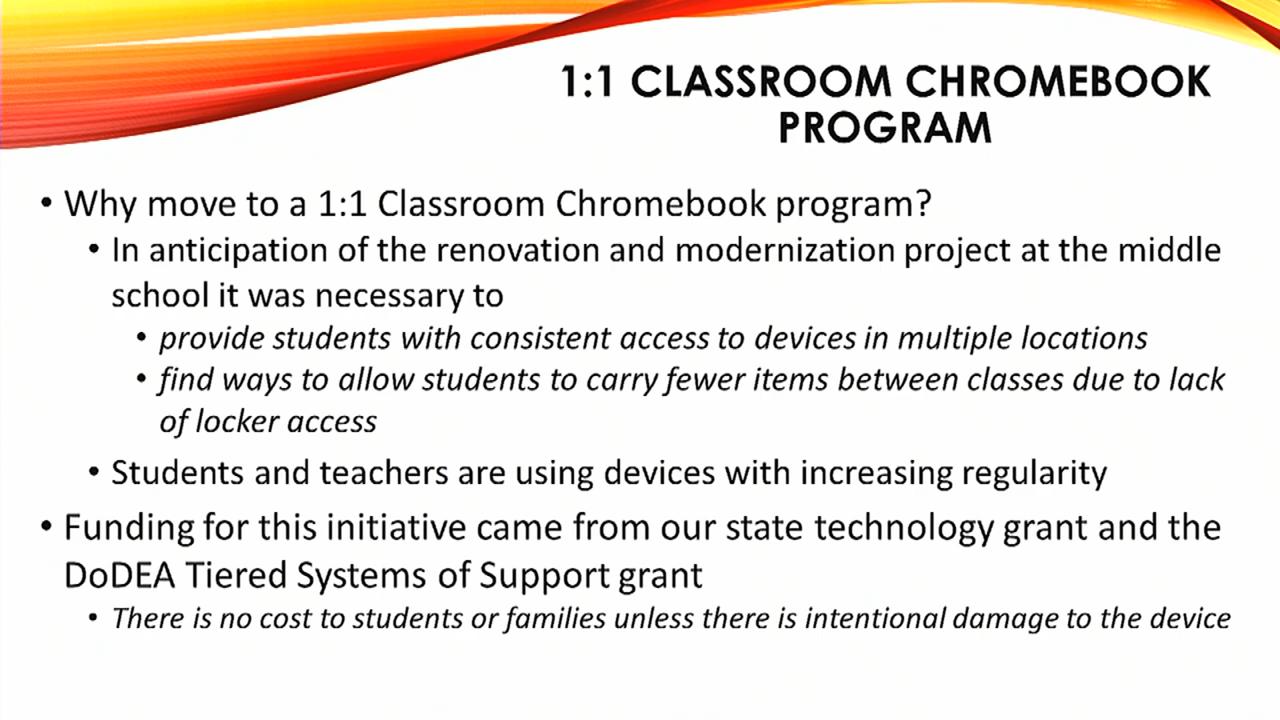 1:1 CLASSROOM CHROMEBOOK
PROGRAM
• Why move to a 1:1 Classroom Chromebook program?
• In anticipation of the renovation and modernization project at the middle
school it was necessary to
• provide students with consistent access to devices in multiple locations
• find ways to allow students to carry fewer items between classes due to lack
of locker access
• Students and teachers are using devices with increasing regularity
• Funding for this initiative came from our state technology grant and the
DoDEA Tiered Systems of Support grant
• There is no cost to students or families unless there is intentional damage to the device